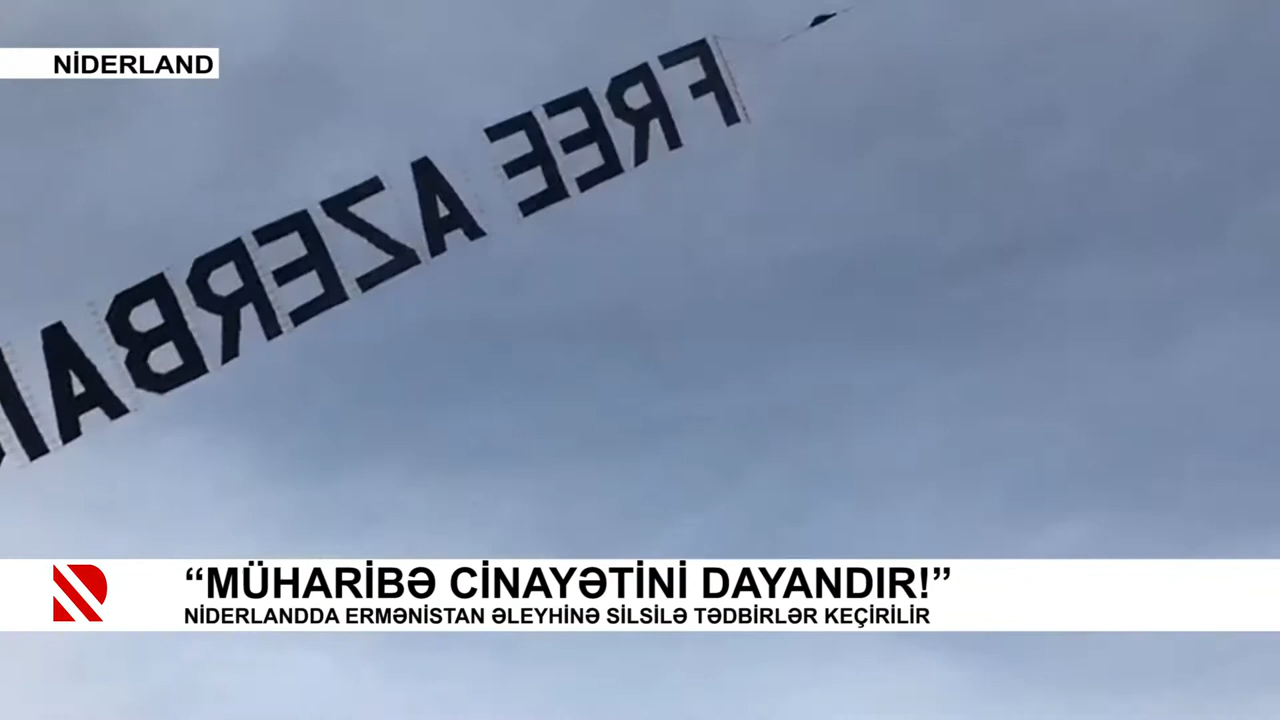 NİDERLAND
FREE AZERBAI
“MÜHARİBƏ CİNAYƏTİNİ DAYANDIR!”
NİDERLANDDA ERMƏNİSTAN ƏLEYHİNƏ SİLSİLƏ TƏDBİRLƏR KEÇİRİLİR